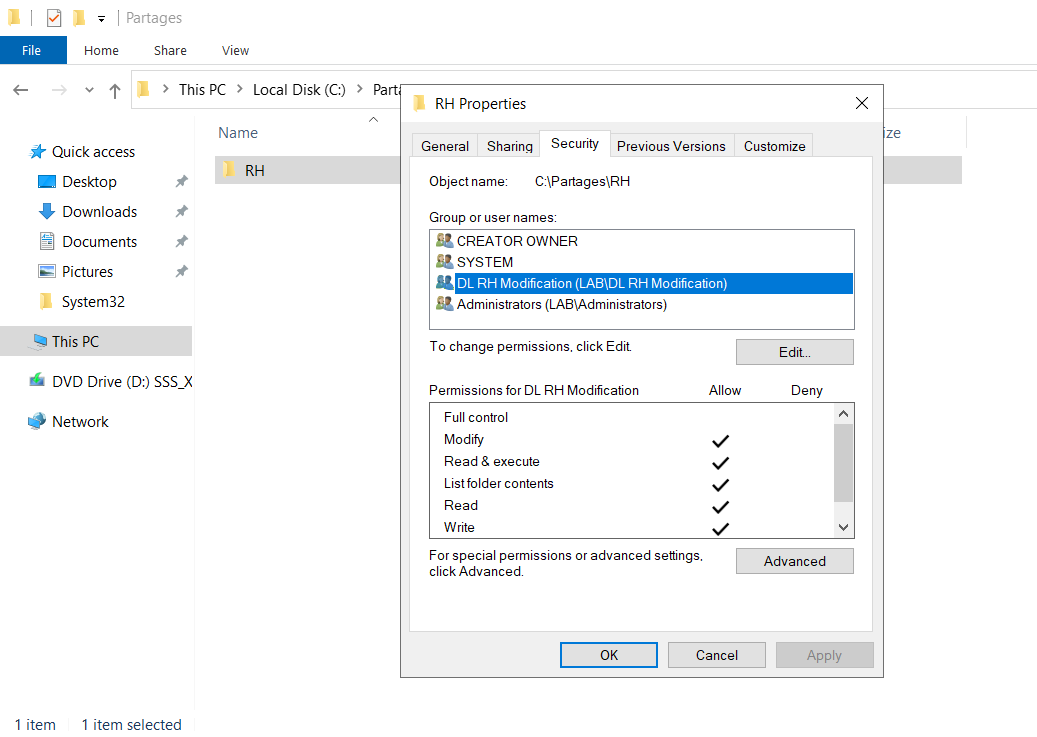 Partages
File Home Share View
This PC Local Disk (C:)
RH Properties
Name
General Sharing Security Previous Versions Customize
Quick access
Desktop
Downloads
Documents
Pictures
System32
This PC
DVD Drive (D:) SSS_X
Network
RH
Object name: C:\Partages\RH
Group or user names:
CREATOR OWNER
SYSTEM
DL RH Modification (LAB\DL RH Modification)
Administrators (LAB\Administrators)
To change permissions, click Edit.
Edit...
Permissions for DL RH Modification Allow Deny
Full control
Modify
Read & execute
List folder contents
Read
Write
For special permissions or advanced settings,
click Advanced.
Advanced
OK Cancel Apply
1 item 1 item selected